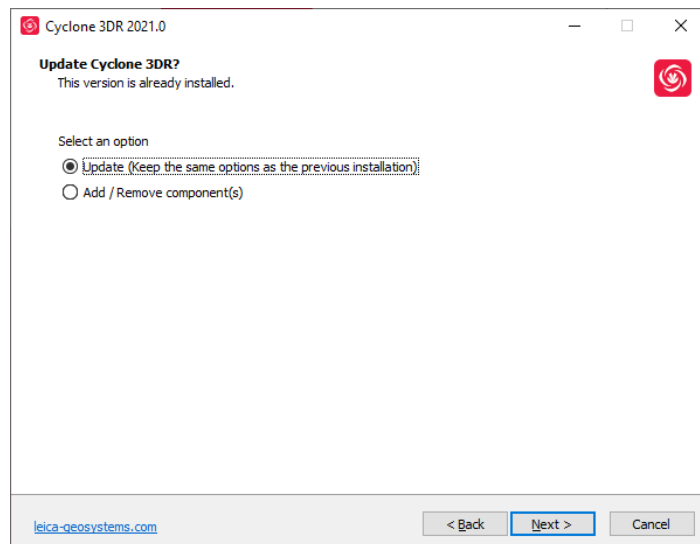 Cyclone 3DR 2021.0
Update Cyclone 3DR?
This version is already installed.
Select an option
Update (Keep the same options as the previous installation)
Add / Remove component(s)
leica-geosystems.com
< Back
Next >
Cancel